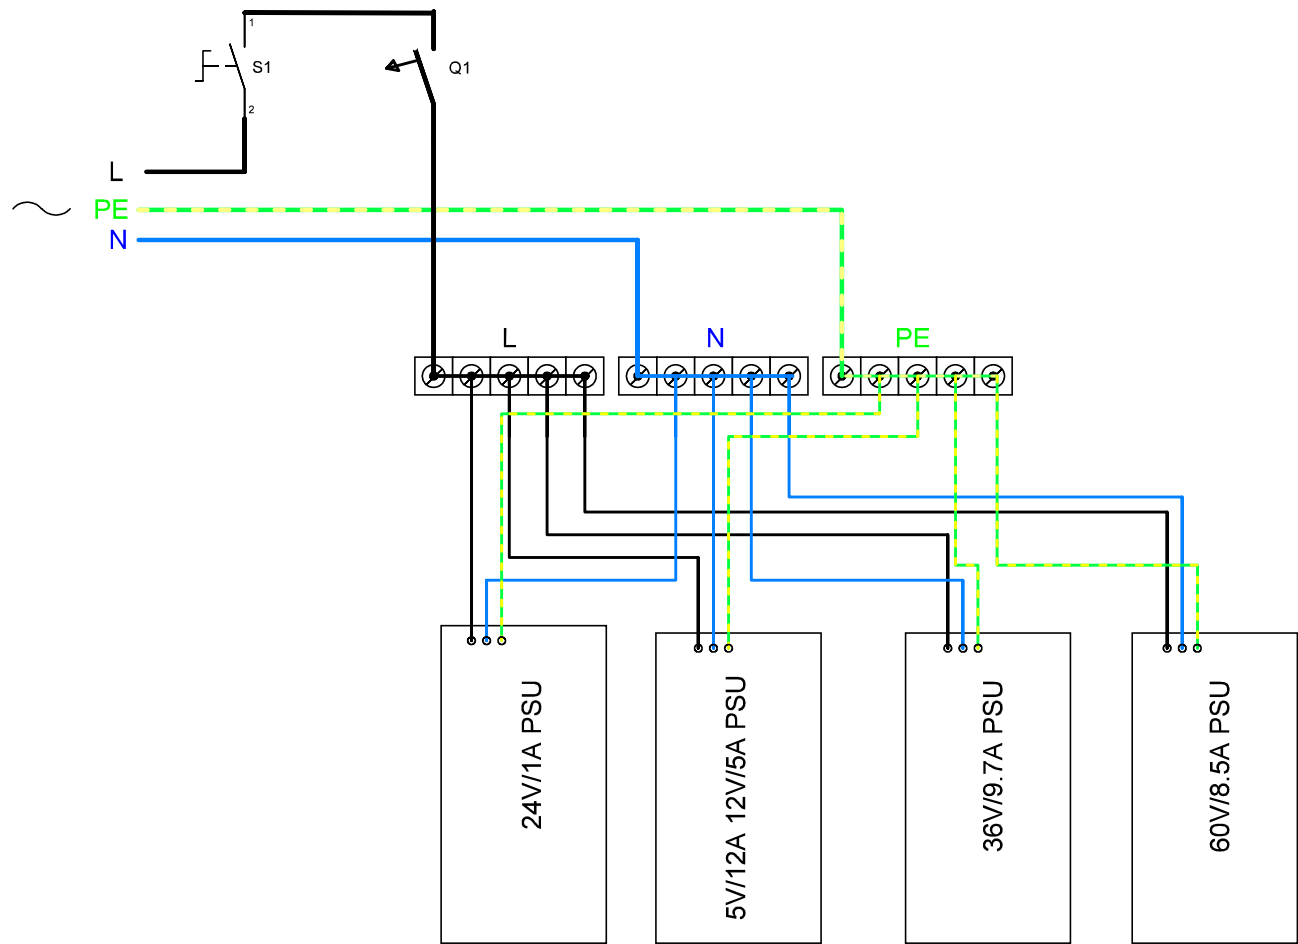 1
S1
Q1
2
L
PE
N
L
N
PE
24V/1A PSU
5V/12A 12V/5A PSU
36V/9.7A PSU
60V/8.5A PSU